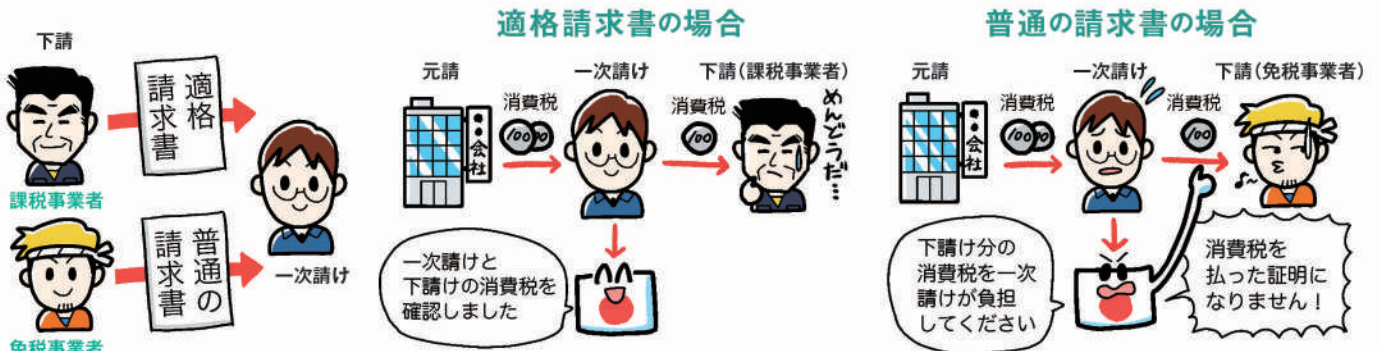 下請
適格
請求書
課税事業者
普通の
請求書
免税事業者
一次請け
適格請求書の場合
元請
一次請け
下請(課税事業者)
●●会社
消費税
100
消費税
100
めんどうだ…
一次請けと
下請けの消費税を
確認しました
普通の請求書の場合
元請
一次請け
下請(免税事業者)
●●会社
消費税
100
消費税
100
下請け分の
消費税を一次
請けが負担
してください
消費税を
払った証明に
なりません!